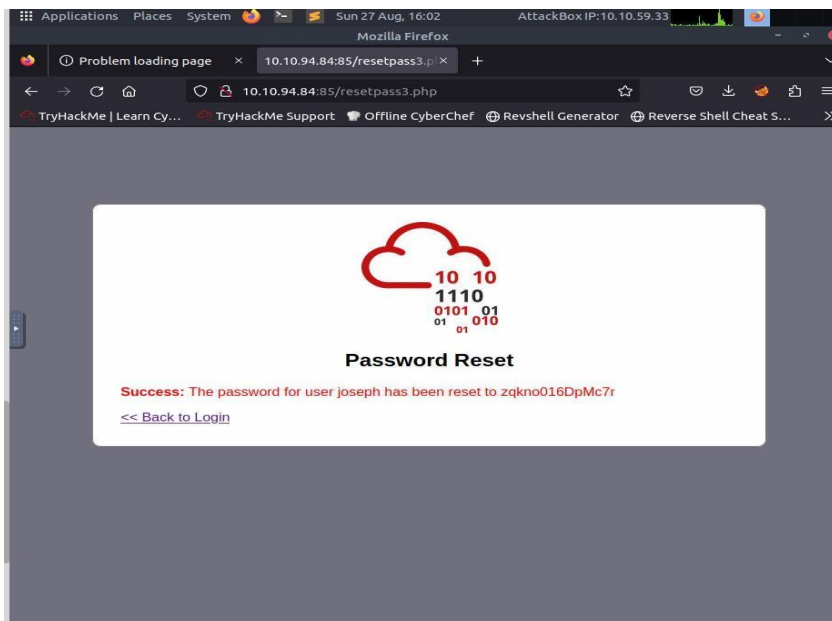 Applications Places System Sun 27 Aug, 16:02 AttackBox IP:10.10.59.33
Mozilla Firefox
Problem loading page × 10.10.94.84:85/resetpass3.p × +
10.10.94.84:85/resetpass3.php
TryHackMe | Learn Cy… TryHackMe Support Offline CyberChef Revshell Generator Reverse Shell Cheat S…
10 10
1110
0101 01
01 010
01
Password Reset
Success: The password for user joseph has been reset to zqkno016DpMc7r
<< Back to Login